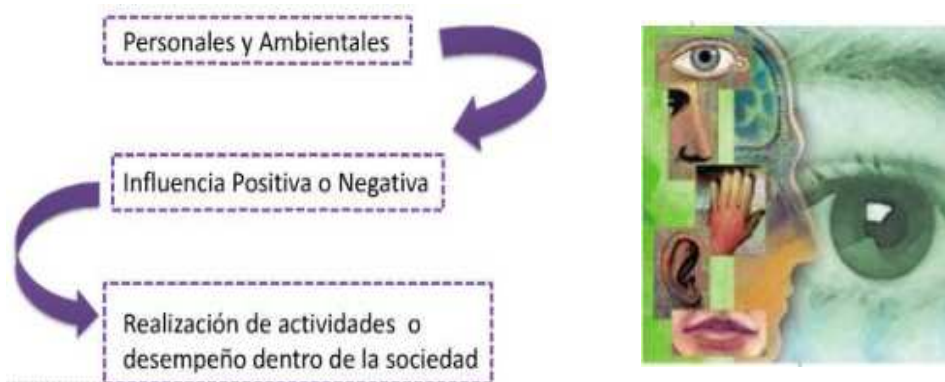 Personales y Ambientales
Influencia Positiva o Negativa
Realización de actividades o
desempeño dentro de la sociedad